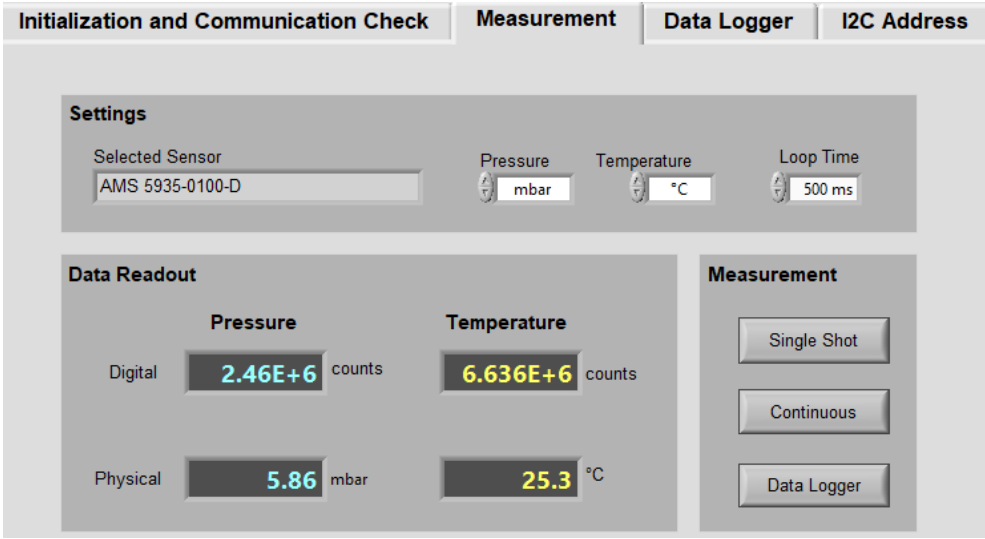 Initialization and Communication Check Measurement Data Logger I2C Address
Settings
Selected Sensor Pressure Temperature Loop Time
AMS 5935-0100-D mbar °C 500 ms
Data Readout Measurement
Pressure Temperature
Single Shot
Digital 2.46E+6 counts 6.636E+6 counts
Continuous
Physical 5.86 mbar 25.3 °C
Data Logger